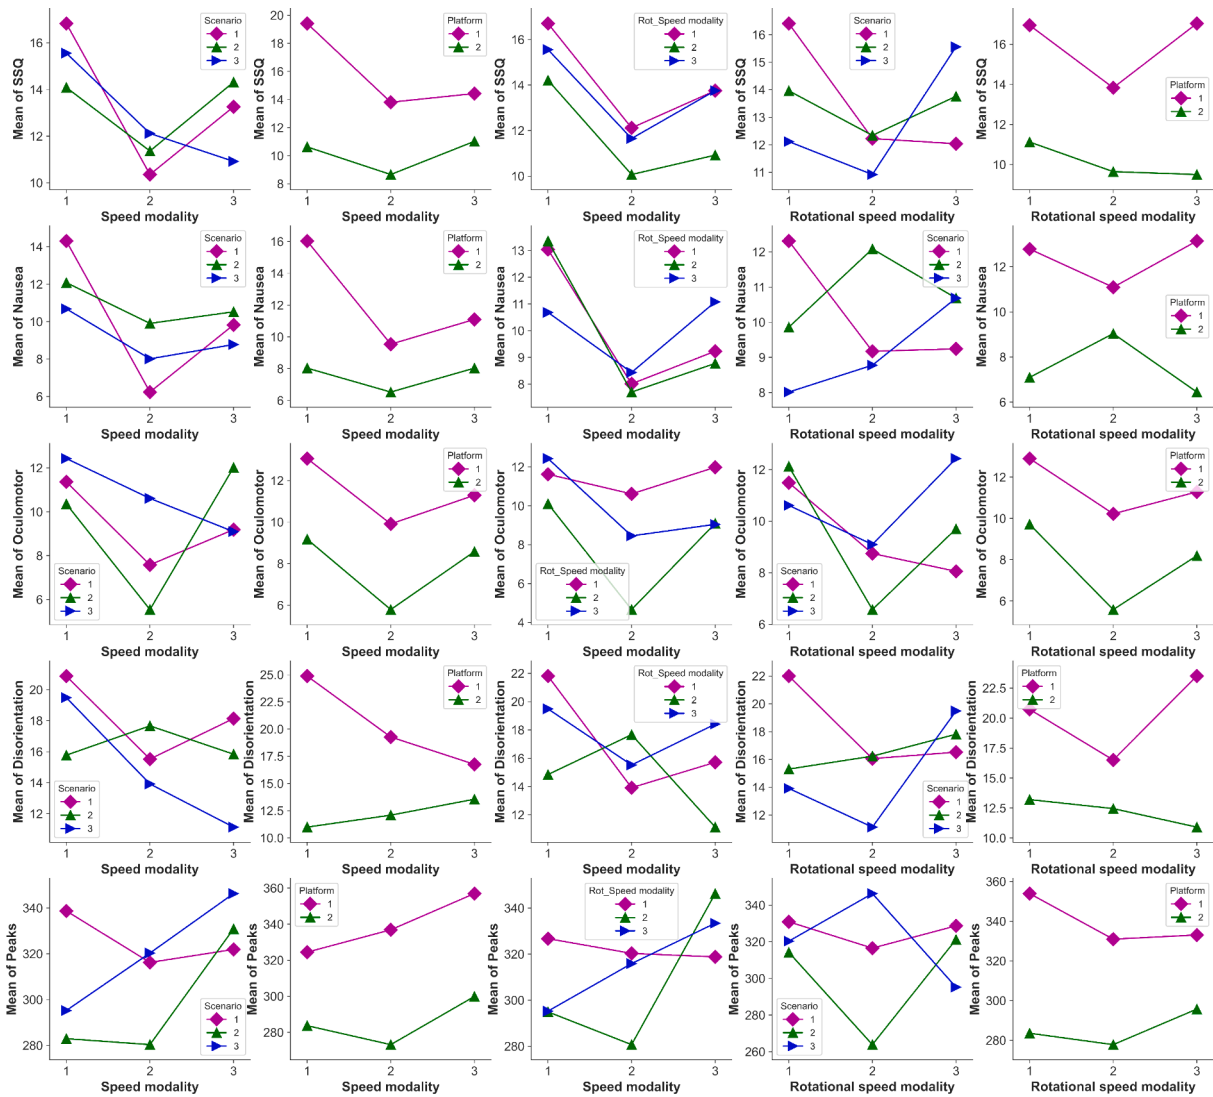 Mean of SSQ
16
14
12
10
Scenario
1
2
3
1 2 3
Speed modality
Mean of SSQ
20
18
16
14
12
10
8
Platform
1
2
1 2 3
Speed modality
Mean of SSQ
16
14
12
10
Rot_Speed modality
1
2
3
1 2 3
Speed modality
Mean of SSQ
16
15
14
13
12
11
Scenario
1
2
3
1 2 3
Rotational speed modality
Mean of SSQ
16
14
12
10
Platform
1
2
1 2 3
Rotational speed modality
Mean of Nausea
14
12
10
8
6
Scenario
1
2
3
1 2 3
Speed modality
Mean of Nausea
16
14
12
10
8
6
Platform
1
2
1 2 3
Speed modality
Mean of Nausea
13
12
11
10
9
8
Rot_Speed modality
1
2
3
1 2 3
Speed modality
Mean of Nausea
12
11
10
9
8
Scenario
1
2
3
1 2 3
Rotational speed modality
Mean of Nausea
12
10
8
6
Platform
1
2
1 2 3
Rotational speed modality
Mean of Oculomotor
12
10
8
6
Scenario
1
2
3
1 2 3
Speed modality
Mean of Oculomotor
12
10
8
6
Platform
1
2
1 2 3
Speed modality
Mean of Oculomotor
12
10
8
6
4
Rot_Speed modality
1
2
3
1 2 3
Speed modality
Mean of Oculomotor
12
10
8
6
Scenario
1
2
3
1 2 3
Rotational speed modality
Mean of Oculomotor
12
10
8
6
Platform
1
2
1 2 3
Rotational speed modality
Mean of Disorientation
20
18
16
14
12
Scenario
1
2
3
1 2 3
Speed modality
Mean of Disorientation
25.0
22.5
20.0
17.5
15.0
12.5
10.0
Platform
1
2
1 2 3
Speed modality
Mean of Disorientation
22
20
18
16
14
12
Rot_Speed modality
1
2
3
1 2 3
Speed modality
Mean of Disorientation
22
20
18
16
14
12
Scenario
1
2
3
1 2 3
Rotational speed modality
Mean of Disorientation
22.5
20.0
17.5
15.0
12.5
10.0
Platform
1
2
1 2 3
Rotational speed modality
Mean of Peaks
340
320
300
280
Scenario
1
2
3
1 2 3
Speed modality
Mean of Peaks
360
340
320
300
280
Platform
1
2
1 2 3
Speed modality
Mean of Peaks
340
320
300
280
Rot_Speed modality
1
2
3
1 2 3
Speed modality
Mean of Peaks
340
320
300
280
260
Scenario
1
2
3
1 2 3
Rotational speed modality
Mean of Peaks
360
340
320
300
280
Platform
1
2
1 2 3
Rotational speed modality